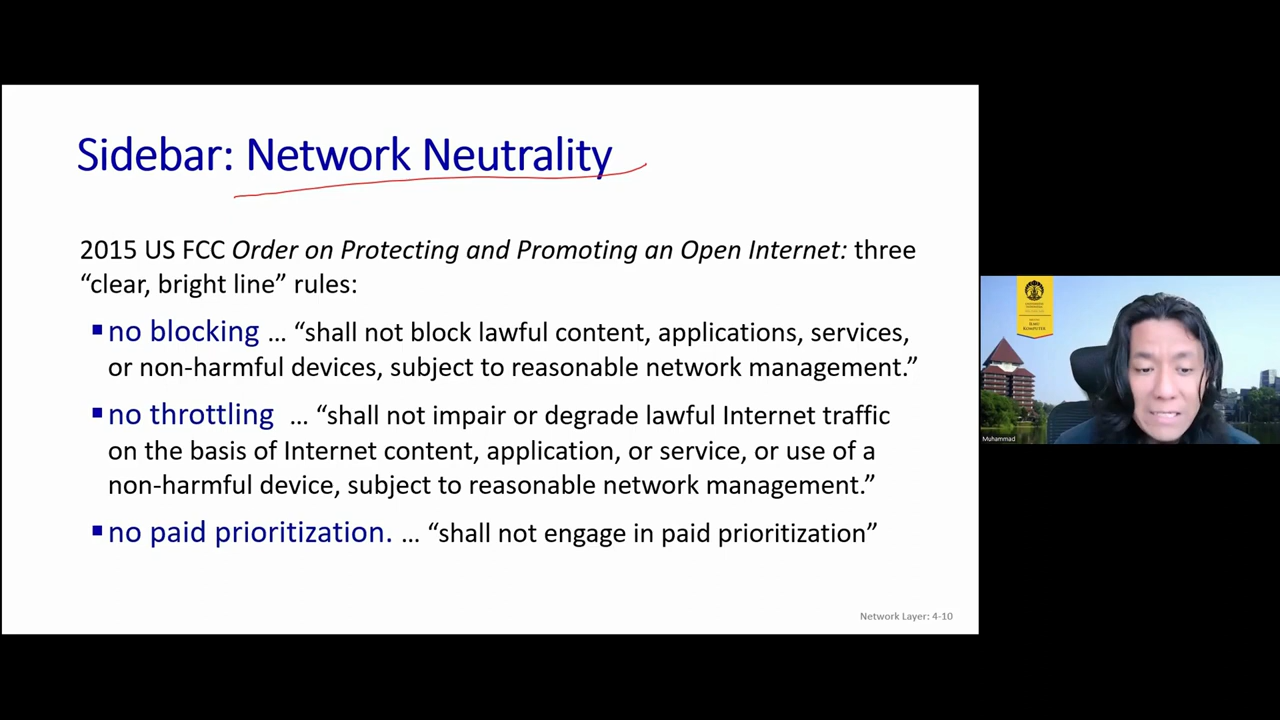 Sidebar: Network Neutrality
2015 US FCC Order on Protecting and Promoting an Open Internet: three
“clear, bright line” rules:
▪ no blocking … “shall not block lawful content, applications, services,
or non-harmful devices, subject to reasonable network management.”
▪ no throttling … “shall not impair or degrade lawful Internet traffic
on the basis of Internet content, application, or service, or use of a
non-harmful device, subject to reasonable network management.”
▪ no paid prioritization. … “shall not engage in paid prioritization”
Network Layer: 4-10
ILMU
KOMPUTER
Muhammad